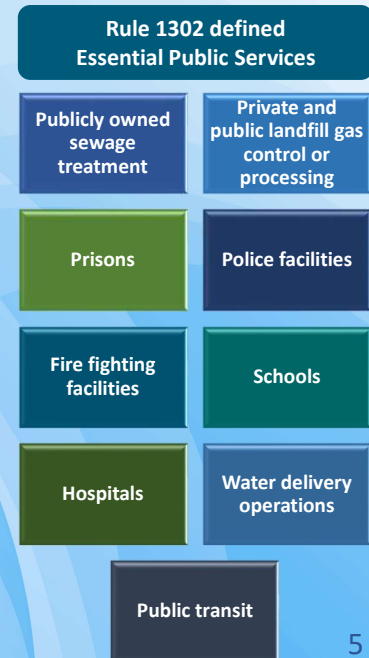 Rule 1302 defined
Essential Public Services
Publicly owned
sewage
treatment
Private and
public landfill gas
control or
processing
Prisons
Police facilities
Fire fighting
facilities
Schools
Hospitals
Water delivery
operations
Public transit
5